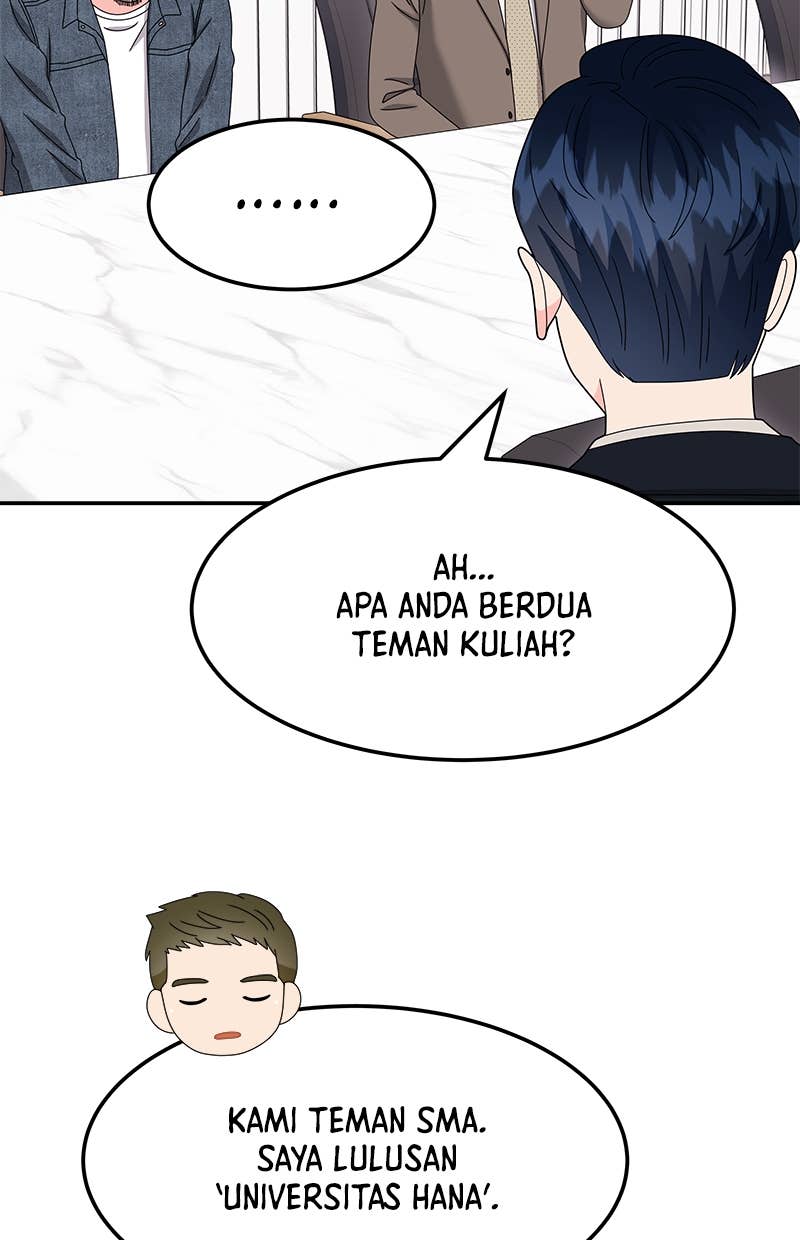 ......
AH...
APA ANDA BERDUA
TEMAN KULIAH?
KAMI TEMAN SMA.
SAYA LULUSAN
'UNIVERSITAS HANA'.